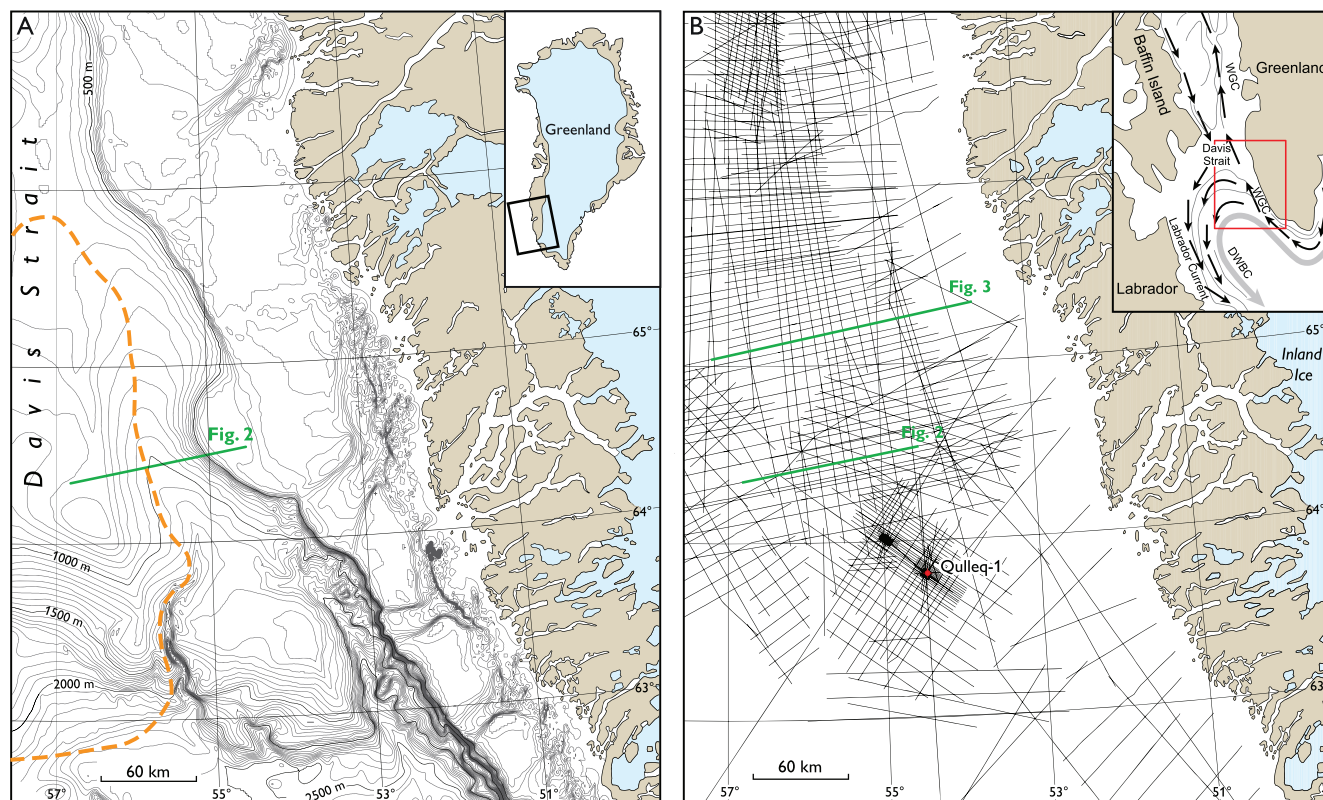 A
500 m
Davis Strait
Greenland
65°
Fig. 2
64°
1000 m
1500 m
2000 m
63°
60 km
2500 m
57°
55°
53°
51°
B
Baffin Island
WGC
Greenland
Davis
Strait
WGC
Labrador Current
DWBC
Labrador
Fig. 3
65°
Inland
Ice
Fig. 2
64°
Qulleq-1
63°
60 km
57°
55°
53°
51°